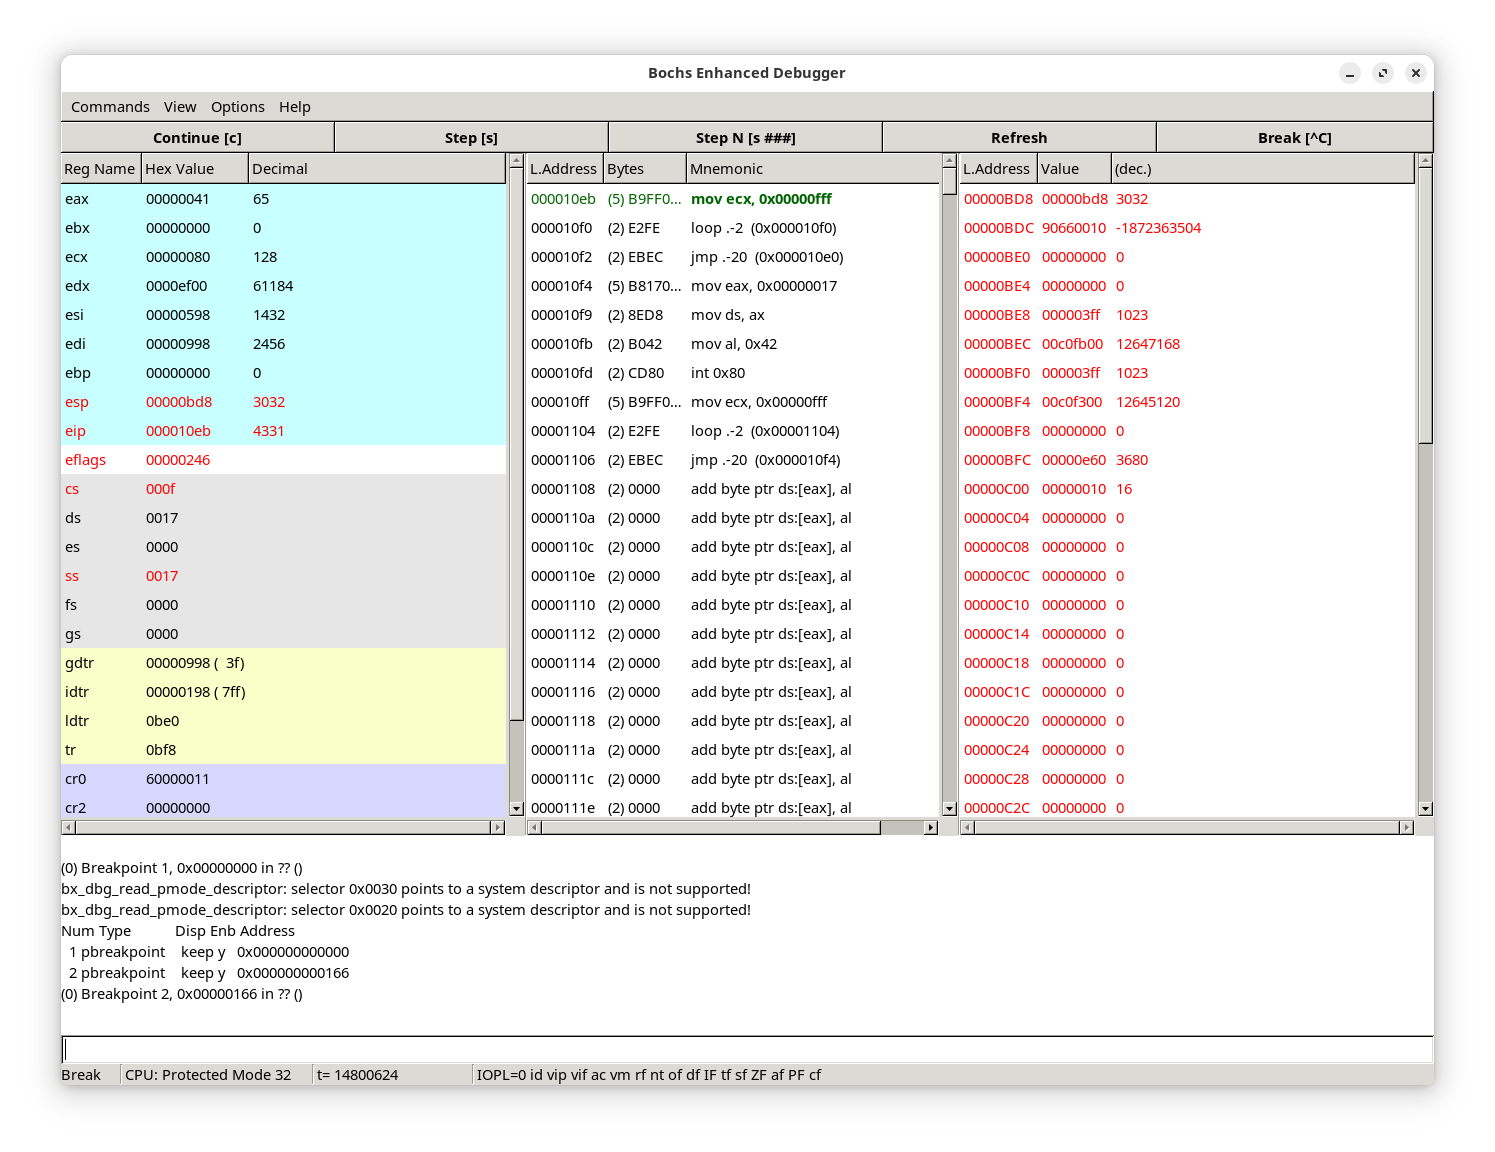 Bochs Enhanced Debugger
Commands View Options Help
Continue [c] Step [s] Step N [s ###] Refresh Break [^C]
Reg Name Hex Value Decimal L.Address Bytes Mnemonic L.Address Value (dec.)
eax 00000041 65 000010eb (5) B9FF0... mov ecx, 0x00000fff 00000BD8 00000bd8 3032
ebx 00000000 0 000010f0 (2) E2FE loop .-2 (0x000010f0) 00000BDC 90660010 -1872363504
ecx 00000080 128 000010f2 (2) EBEC jmp .-20 (0x000010e0) 00000BE0 00000000 0
edx 0000ef00 61184 000010f4 (5) B8170... mov eax, 0x00000017 00000BE4 00000000 0
esi 00000598 1432 000010f9 (2) 8ED8 mov ds, ax 00000BE8 000003ff 1023
edi 00000998 2456 000010fb (2) B042 mov al, 0x42 00000BEC 00c0fb00 12647168
ebp 00000000 0 000010fd (2) CD80 int 0x80 00000BF0 000003ff 1023
esp 00000bd8 3032 000010ff (5) B9FF0... mov ecx, 0x00000fff 00000BF4 00c0f300 12645120
eip 000010eb 4331 00001104 (2) E2FE loop .-2 (0x00001104) 00000BF8 00000000 0
eflags 00000246 00001106 (2) EBEC jmp .-20 (0x000010f4) 00000BFC 00000e60 3680
cs 000f 00001108 (2) 0000 add byte ptr ds:[eax], al 00000C00 00000010 16
ds 0017 0000110a (2) 0000 add byte ptr ds:[eax], al 00000C04 00000000 0
es 0000 0000110c (2) 0000 add byte ptr ds:[eax], al 00000C08 00000000 0
ss 0017 0000110e (2) 0000 add byte ptr ds:[eax], al 00000C0C 00000000 0
fs 0000 00001110 (2) 0000 add byte ptr ds:[eax], al 00000C10 00000000 0
gs 0000 00001112 (2) 0000 add byte ptr ds:[eax], al 00000C14 00000000 0
gdtr 00000998 ( 3f) 00001114 (2) 0000 add byte ptr ds:[eax], al 00000C18 00000000 0
idtr 00000198 ( 7ff) 00001116 (2) 0000 add byte ptr ds:[eax], al 00000C1C 00000000 0
ldtr 0be0 00001118 (2) 0000 add byte ptr ds:[eax], al 00000C20 00000000 0
tr 0bf8 0000111a (2) 0000 add byte ptr ds:[eax], al 00000C24 00000000 0
cr0 60000011 0000111c (2) 0000 add byte ptr ds:[eax], al 00000C28 00000000 0
cr2 00000000 0000111e (2) 0000 add byte ptr ds:[eax], al 00000C2C 00000000 0
(0) Breakpoint 1, 0x00000000 in ?? ()
bx_dbg_read_pmode_descriptor: selector 0x0030 points to a system descriptor and is not supported!
bx_dbg_read_pmode_descriptor: selector 0x0020 points to a system descriptor and is not supported!
Num Type Disp Enb Address
1 pbreakpoint keep y 0x000000000000
2 pbreakpoint keep y 0x000000000166
(0) Breakpoint 2, 0x00000166 in ?? ()
Break CPU: Protected Mode 32 t= 14800624 IOPL=0 id vip vif ac vm rf nt of df IF tf sf ZF af PF cf